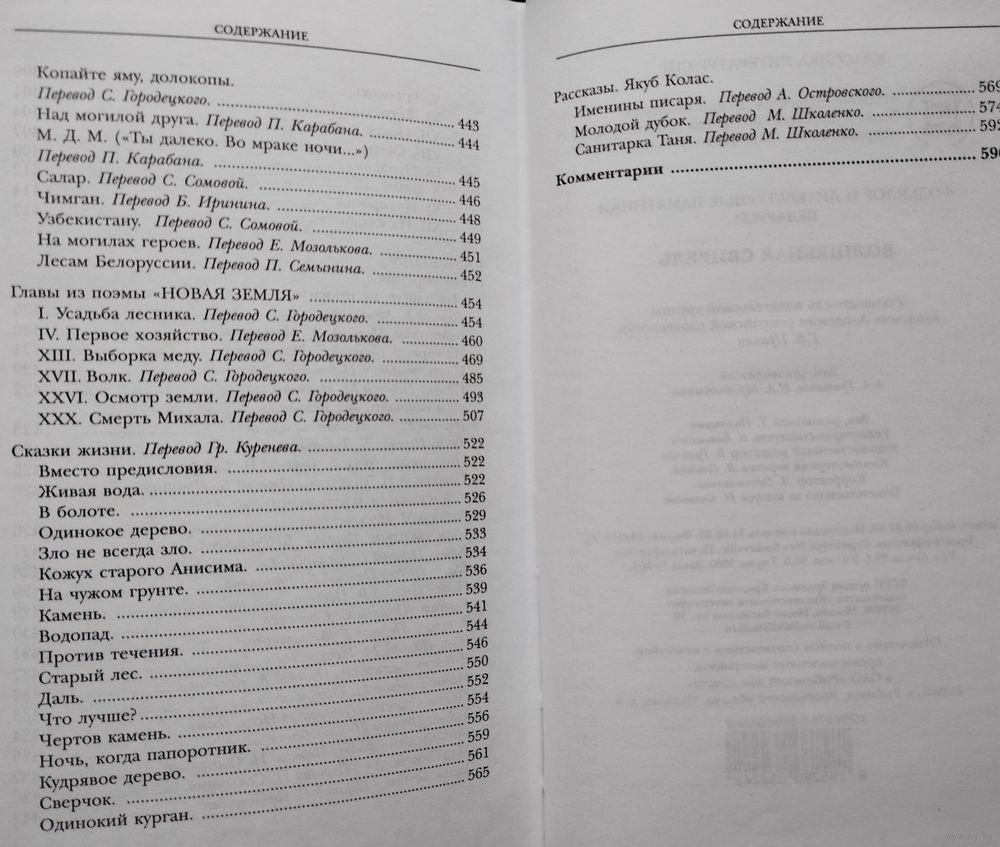 СОДЕРЖАНИЕ
Копайте яму, долокопы.
Перевод С. Городецкого. .......... 443
Над могилой друга. Перевод П. Карабана. .......... 444
М. Д. М. («Ты далеко. Во мраке ночи...»)
Перевод П. Карабана. .......... 445
Салар. Перевод С. Сомовой. .......... 446
Чимган. Перевод Б. Иринина. .......... 448
Узбекистану. Перевод С. Сомовой. .......... 449
На могилах героев. Перевод Е. Мозолькова. .......... 451
Лесам Белоруссии. Перевод П. Семынина. .......... 452
Главы из поэмы «НОВАЯ ЗЕМЛЯ» .......... 454
I. Усадьба лесника. Перевод С. Городецкого. .......... 454
IV. Первое хозяйство. Перевод Е. Мозолькова. .......... 460
XIII. Выборка меду. Перевод С. Городецкого. .......... 469
XVII. Волк. Перевод С. Городецкого. .......... 485
XXVI. Осмотр земли. Перевод С. Городецкого. .......... 493
XXX. Смерть Михала. Перевод С. Городецкого. .......... 507
Сказки жизни. Перевод Гр. Куренева. .......... 522
Вместо предисловия. .......... 522
Живая вода. .......... 522
В болоте. .......... 526
Одинокое дерево. .......... 529
Зло не всегда зло. .......... 533
Кожух старого Анисима. .......... 534
На чужом грунте. .......... 536
Камень. .......... 539
Водопад. .......... 541
Против течения. .......... 544
Старый лес. .......... 546
Даль. .......... 550
Что лучше? .......... 552
Чертов камень. .......... 554
Ночь, когда папоротник. .......... 556
Кудрявое дерево. .......... 559
Сверчок. .......... 561
Одинокий курган. .......... 565
СОДЕРЖАНИЕ
Рассказы. Якуб Колас.
Именины писаря. Перевод А. Островского. .......... 569
Молодой дубок. Перевод М. Школенко. .......... 574
Санитарка Таня. Перевод М. Школенко. .......... 592
Комментарии .......... 596
www.ay.by